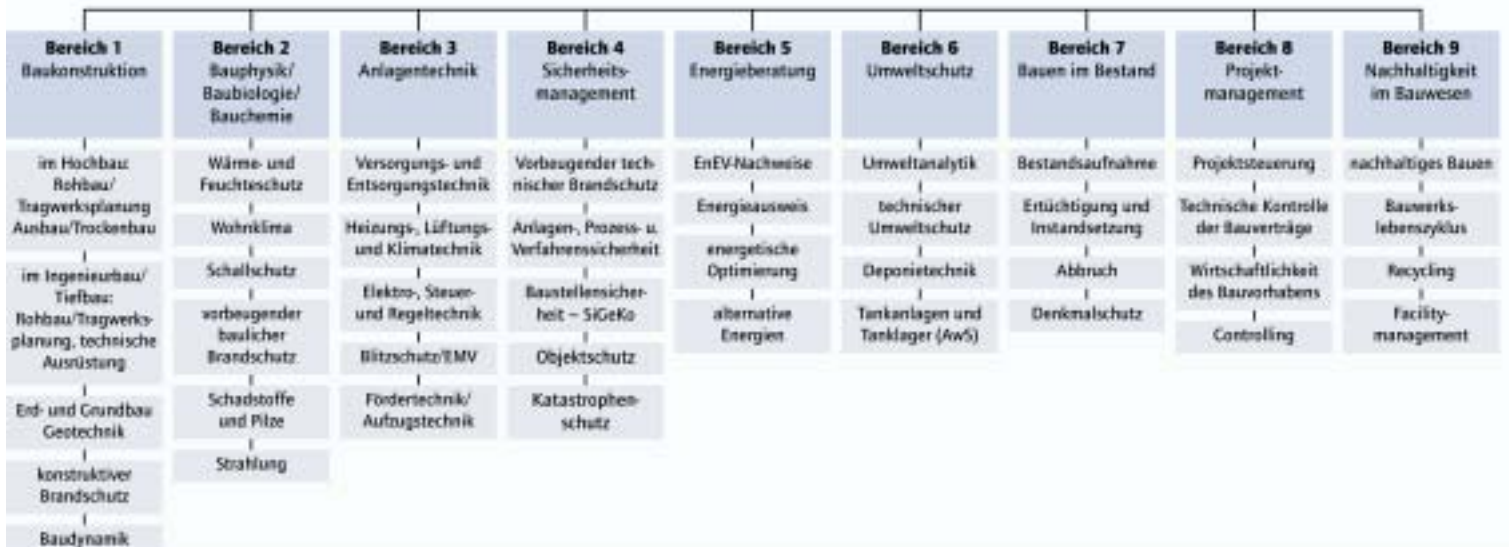 Bereich 1
Baukonstruktion
im Hochbau:
Rohbau/
Tragwerksplanung
Ausbau/Trockenbau
im Ingenieurbau/
Tiefbau:
Rohbau/Tragwerks-
planung, technische
Ausrüstung
Erd- und Grundbau
Geotechnik
konstruktiver
Brandschutz
Baudynamik
Bereich 2
Bauphysik/
Baubiologie/
Bauchemie
Wärme- und
Feuchteschutz
Wohnklima
Schallschutz
vorbeugender
baulicher
Brandschutz
Schadstoffe
und Pilze
Strahlung
Bereich 3
Anlagentechnik
Versorgungs- und
Entsorgungstechnik
Heizungs-, Lüftungs-
und Klimatechnik
Elektro-, Steuer-
und Regeltechnik
Blitzschutz/EMV
Fördertechnik/
Aufzugstechnik
Bereich 4
Sicherheits-
management
Vorbeugender tech-
nischer Brandschutz
Anlagen-, Prozess- u.
Verfahrenssicherheit
Baustellensicher-
heit – SiGeKo
Objektschutz
Katastrophen-
schutz
Bereich 5
Energieberatung
EnEV-Nachweise
Energieausweis
energetische
Optimierung
alternative
Energien
Bereich 6
Umweltschutz
Umweltanalytik
technischer
Umweltschutz
Deponietechnik
Tankanlagen und
Tanklager (AwS)
Bereich 7
Bauen im Bestand
Bestandsaufnahme
Ertüchtigung und
Instandsetzung
Abbruch
Denkmalschutz
Bereich 8
Projekt-
management
Projektsteuerung
Technische Kontrolle
der Bauverträge
Wirtschaftlichkeit
des Bauvorhabens
Controlling
Bereich 9
Nachhaltigkeit
im Bauwesen
nachhaltiges Bauen
Bauwerks-
lebenszyklus
Recycling
Facility-
management